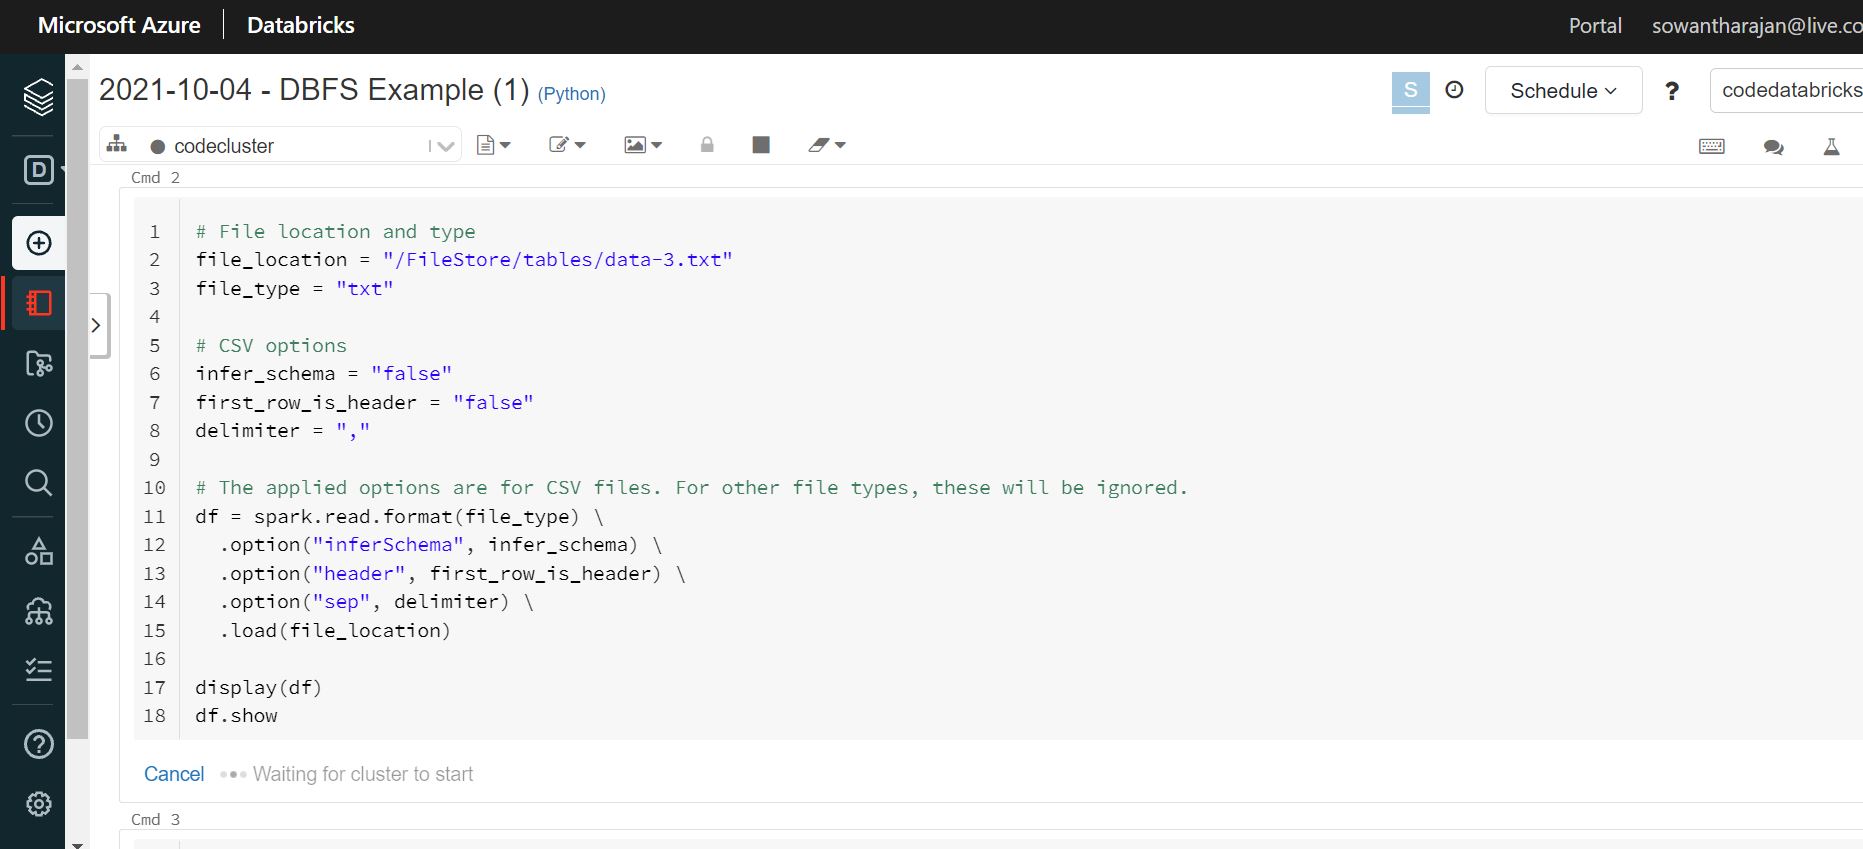 Microsoft Azure Databricks Portal sowantharajan@live.co
2021-10-04 - DBFS Example (1) (Python) S Schedule ? codedatabricks
codecluster
Cmd 2
D
1 # File location and type
2 file_location = "/FileStore/tables/data-3.txt"
3 file_type = "txt"
4
5 # CSV options
6 infer_schema = "false"
7 first_row_is_header = "false"
8 delimiter = ","
9
10 # The applied options are for CSV files. For other file types, these will be ignored.
11 df = spark.read.format(file_type) \
12 .option("inferSchema", infer_schema) \
13 .option("header", first_row_is_header) \
14 .option("sep", delimiter) \
15 .load(file_location)
16
17 display(df)
18 df.show
Cancel Waiting for cluster to start
Cmd 3